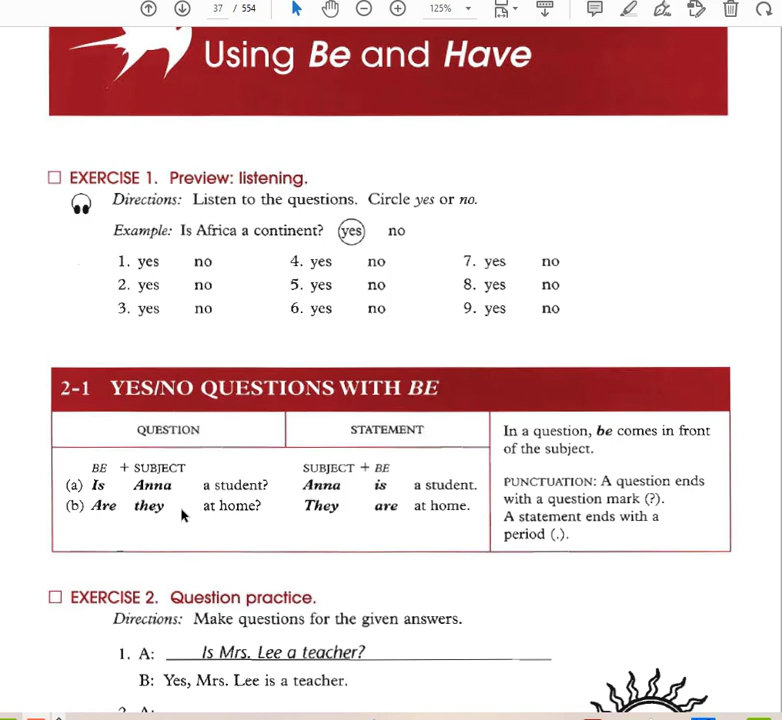 37 / 554
125%
Using Be and Have
EXERCISE 1. Preview: listening.
Directions: Listen to the questions. Circle yes or no.
Example: Is Africa a continent? yes no
1. yes no 4. yes no 7. yes no
2. yes no 5. yes no 8. yes no
3. yes no 6. yes no 9. yes no
2-1 YES/NO QUESTIONS WITH BE
QUESTION STATEMENT
BE + SUBJECT SUBJECT + BE
(a) Is Anna a student? Anna is a student.
(b) Are they at home? They are at home.
In a question, be comes in front
of the subject.
PUNCTUATION: A question ends
with a question mark (?).
A statement ends with a
period (.).
EXERCISE 2. Question practice.
Directions: Make questions for the given answers.
1. A: Is Mrs. Lee a teacher?
B: Yes, Mrs. Lee is a teacher.